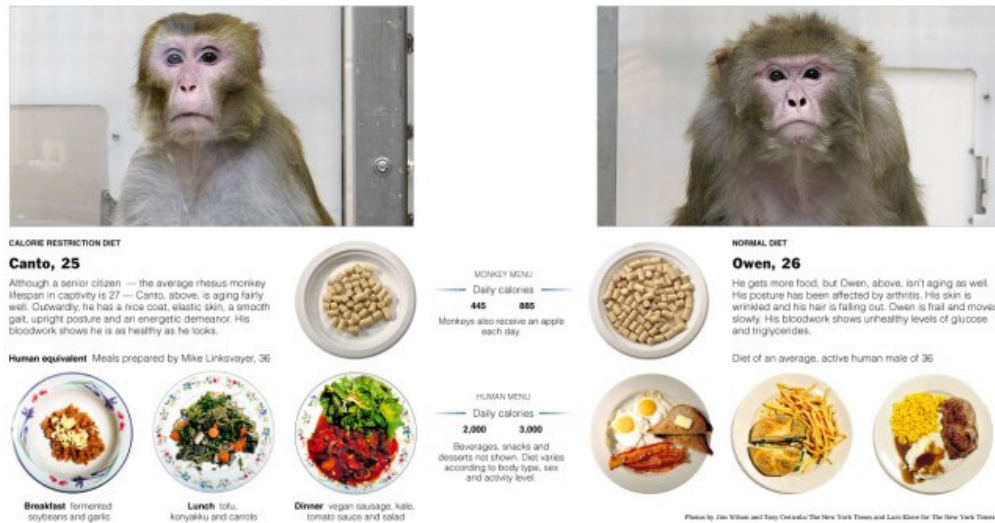 CALORIE RESTRICTION DIET
Canto, 25
Although a senior citizen — the average rhesus monkey
lifespan in captivity is 27 — Canto, above, is aging fairly
well. Outwardly, he has a nice coat, elastic skin, a smooth
gait, upright posture and an energetic demeanor. His
bloodwork shows he is as healthy as he looks.
Human equivalent Meals prepared by Mike Linksvayer, 36
MONKEY MENU
Daily calories
445 885
Monkeys also receive an apple
each day.
NORMAL DIET
Owen, 26
He gets more food, but Owen, above, isn't aging as well.
His posture has been affected by arthritis. His skin is
wrinkled and his hair is falling out. Owen is frail and moves
slowly. His bloodwork shows unhealthy levels of glucose
and triglycerides.
Diet of an average, active human male of 36
HUMAN MENU
Daily calories
2,000 3,000
Beverages, snacks and
desserts not shown. Diet varies
according to body type, sex
and activity level.
Breakfast fermented
soybeans and garlic
Lunch tofu,
konyakku and carrots
Dinner vegan sausage, kale,
tomato sauce and salad
Photos by Jim Wilson and Tony Cenicola/The New York Times and Lars Klove for The New York Times